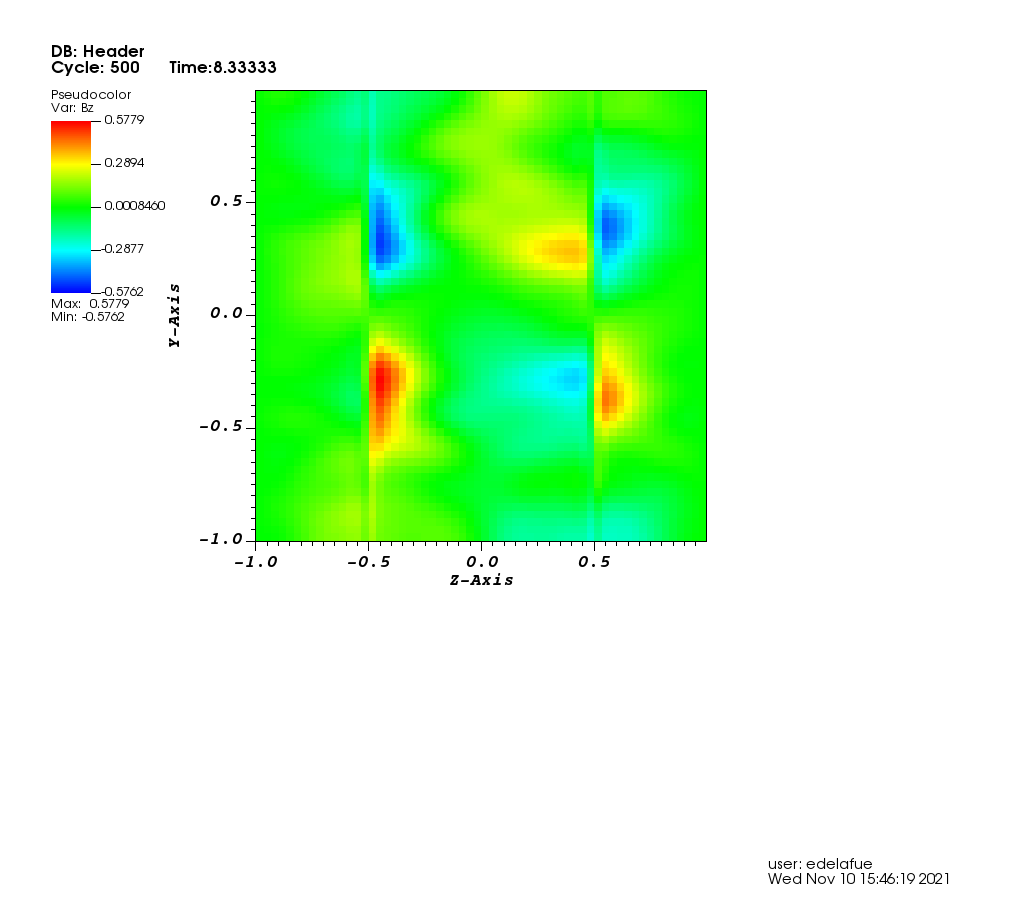 DB: Header
Cycle: 500 Time:8.33333
Pseudocolor
Var: Bz
0.5779
0.2894
0.0008460
-0.2877
-0.5762
Max: 0.5779
Min: -0.5762
Y-Axis
0.5
0.0
-0.5
-1.0
-1.0 -0.5 0.0 0.5
Z-Axis
user: edelafue
Wed Nov 10 15:46:19 2021